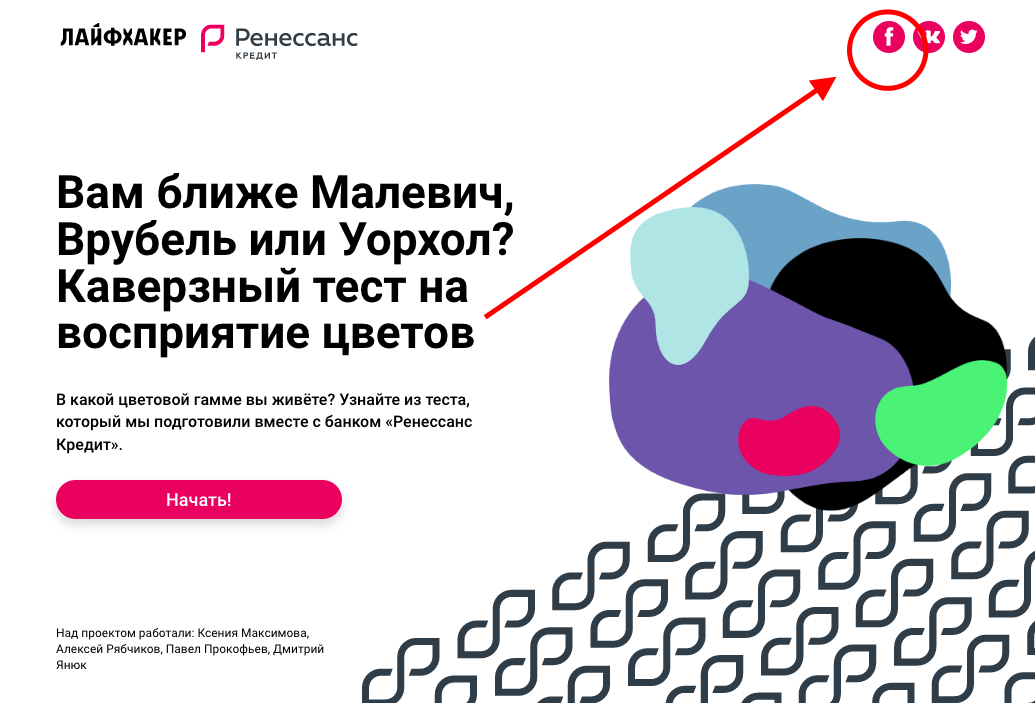 ЛАЙФХАКЕР
Ренессанс
КРЕДИТ
Вам ближе Малевич,
Врубель или Уорхол?
Каверзный тест на
восприятие цветов
В какой цветовой гамме вы живёте? Узнайте из теста,
который мы подготовили вместе с банком «Ренессанс
Кредит».
Начать!
Над проектом работали: Ксения Максимова,
Алексей Рябчиков, Павел Прокофьев, Дмитрий
Янюк